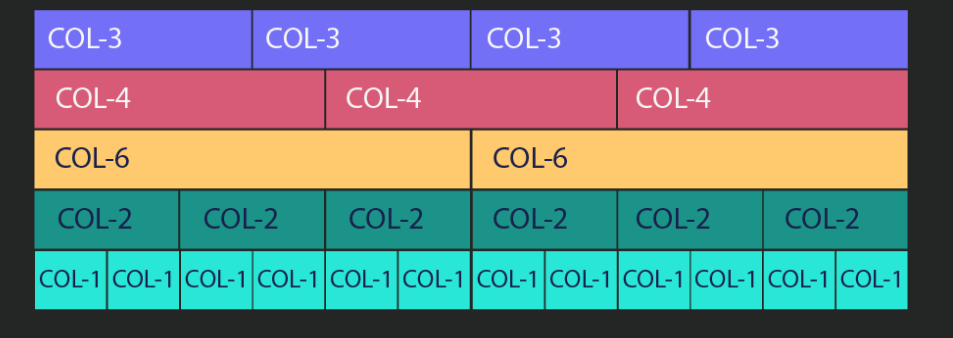 COL-3 COL-3 COL-3 COL-3
COL-4 COL-4 COL-4
COL-6 COL-6
COL-2 COL-2 COL-2 COL-2 COL-2 COL-2
COL-1 COL-1 COL-1 COL-1 COL-1 COL-1 COL-1 COL-1 COL-1 COL-1 COL-1 COL-1